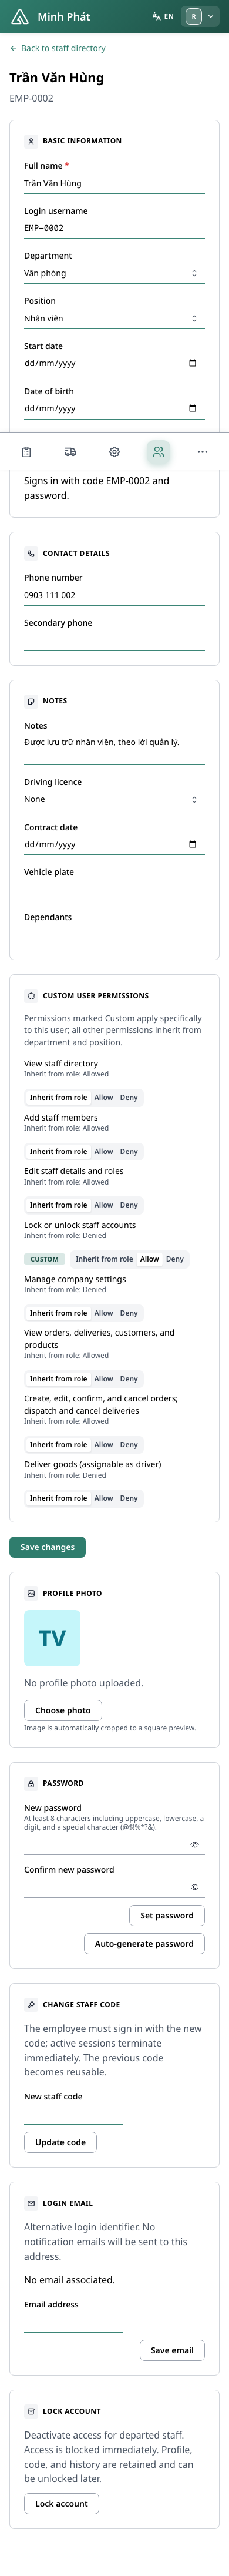 Minh Phát
EN
R
Back to staff directory
Trần Văn Hùng
EMP-0002
BASIC INFORMATION
Full name *
Trần Văn Hùng
Login username
EMP-0002
Department
Văn phòng
Position
Nhân viên
Start date
dd/mm/yyyy
Date of birth
dd/mm/yyyy
Signs in with code EMP-0002 and
password.
CONTACT DETAILS
Phone number
0903 111 002
Secondary phone
NOTES
Notes
Được lưu trữ nhân viên, theo lời quản lý.
Driving licence
None
Contract date
dd/mm/yyyy
Vehicle plate
Dependants
CUSTOM USER PERMISSIONS
Permissions marked Custom apply specifically
to this user; all other permissions inherit from
department and position.
View staff directory
Inherit from role: Allowed
Inherit from role Allow Deny
Add staff members
Inherit from role: Allowed
Inherit from role Allow Deny
Edit staff details and roles
Inherit from role: Allowed
Inherit from role Allow Deny
Lock or unlock staff accounts
Inherit from role: Denied
CUSTOM Inherit from role Allow Deny
Manage company settings
Inherit from role: Denied
Inherit from role Allow Deny
View orders, deliveries, customers, and
products
Inherit from role: Allowed
Inherit from role Allow Deny
Create, edit, confirm, and cancel orders;
dispatch and cancel deliveries
Inherit from role: Allowed
Inherit from role Allow Deny
Deliver goods (assignable as driver)
Inherit from role: Denied
Inherit from role Allow Deny
Save changes
PROFILE PHOTO
TV
No profile photo uploaded.
Choose photo
Image is automatically cropped to a square preview.
PASSWORD
New password
At least 8 characters including uppercase, lowercase, a
digit, and a special character (@$!%*?&).
Confirm new password
Set password
Auto-generate password
CHANGE STAFF CODE
The employee must sign in with the new
code; active sessions terminate
immediately. The previous code
becomes reusable.
New staff code
Update code
LOGIN EMAIL
Alternative login identifier. No
notification emails will be sent to this
address.
No email associated.
Email address
Save email
LOCK ACCOUNT
Deactivate access for departed staff.
Access is blocked immediately. Profile,
code, and history are retained and can
be unlocked later.
Lock account